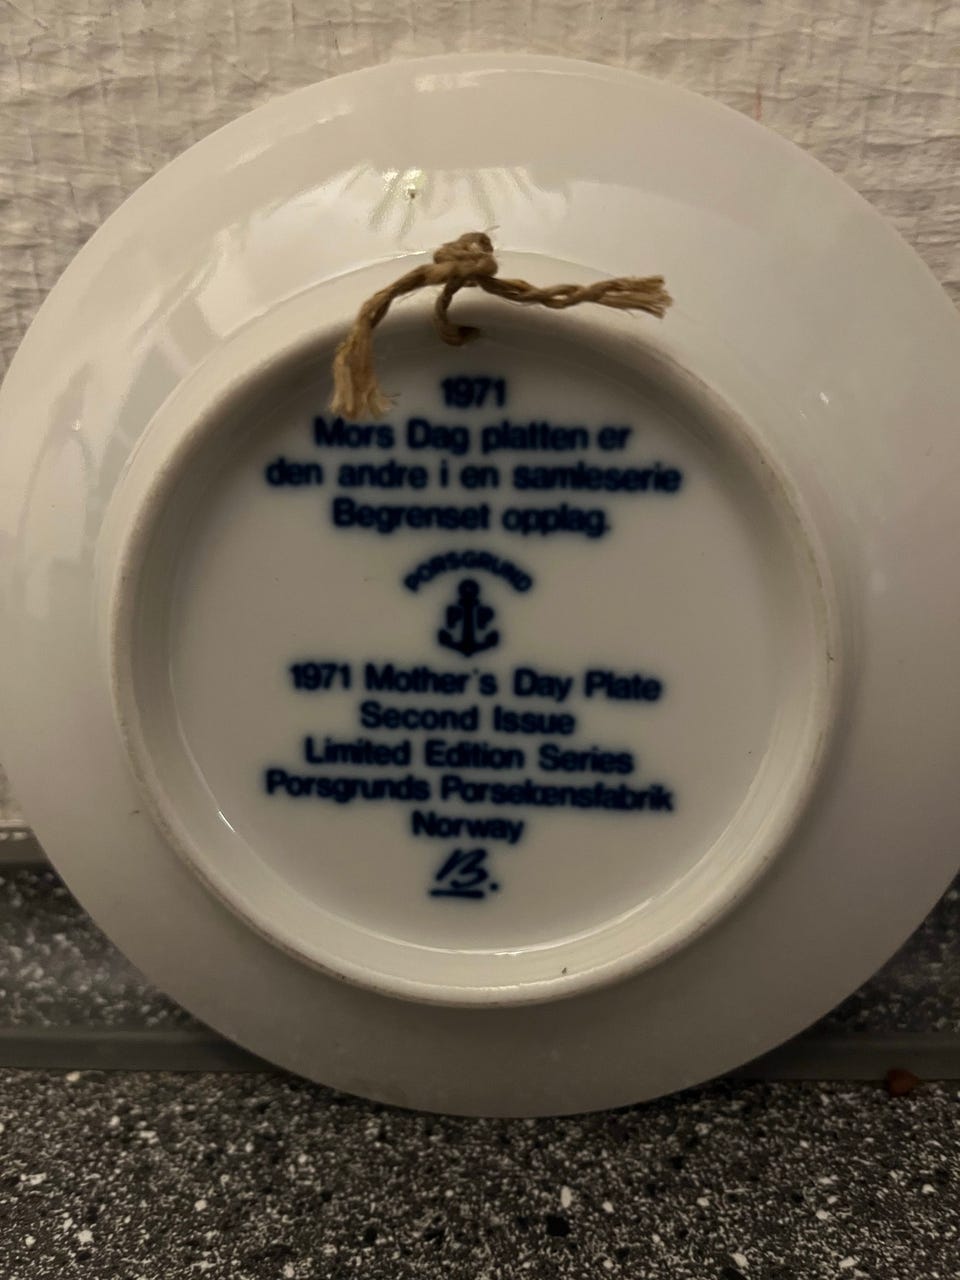 1971
Mors Dag platten er
den andre i en samleserie
Begrenset opplag.
PORSGRUND
P P
1971 Mother's Day Plate
Second Issue
Limited Edition Series
Porsgrunds Porselænsfabrik
Norway
B.